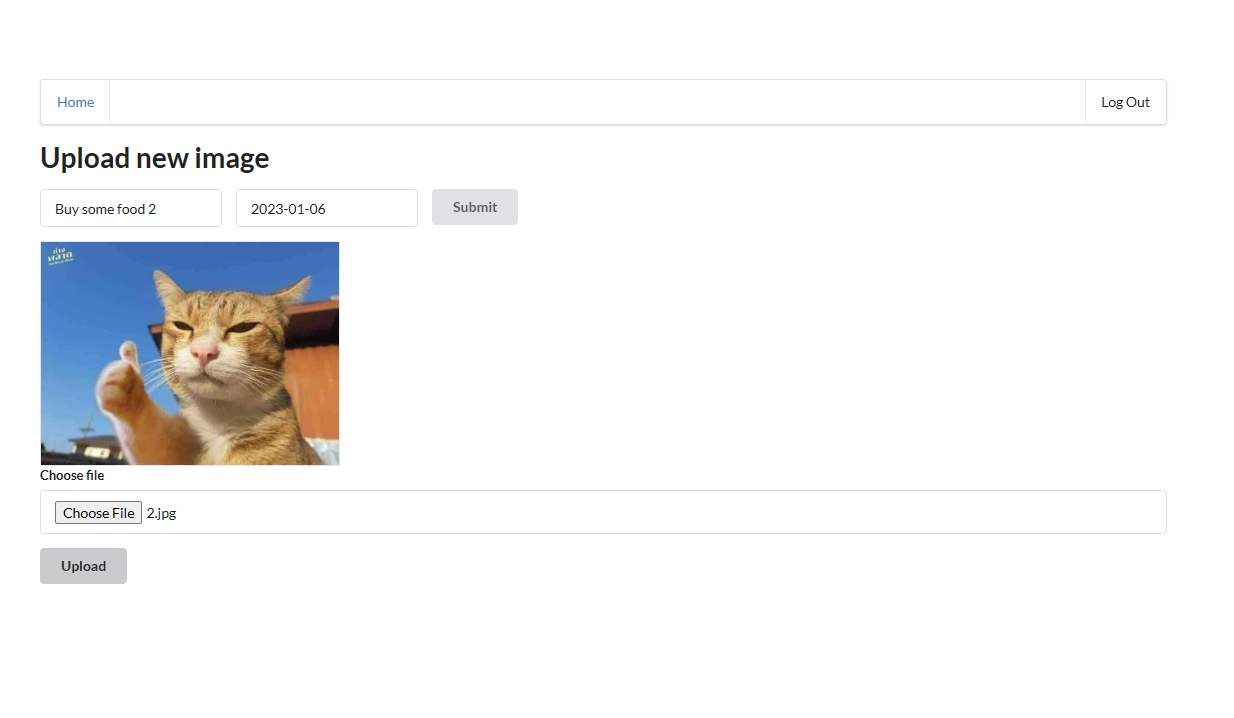 Home
Log Out
Upload new image
Buy some food 2
2023-01-06
Submit
Choose file
Choose File 2.jpg
Upload